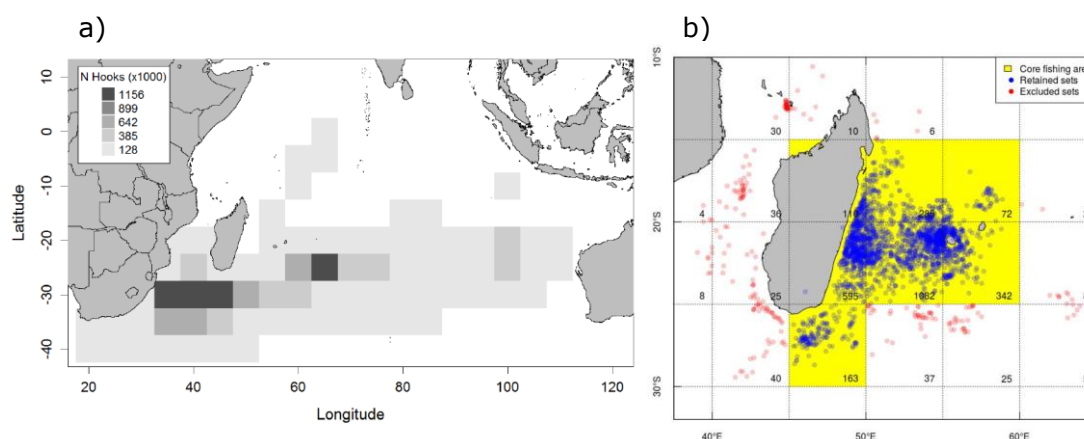 a)
N Hooks (x1000)
1156
899
642
385
128
10
0
-10
-20
-30
-40
Latitude
20
40
60
80
100
120
Longitude
b)
10°S
20°S
30°S
Core fishing are
Retained sets
Excluded sets
30 10 6
4 36 110 72
8 25 595 1082 342
40 163 37 25
40°E
50°E
60°E